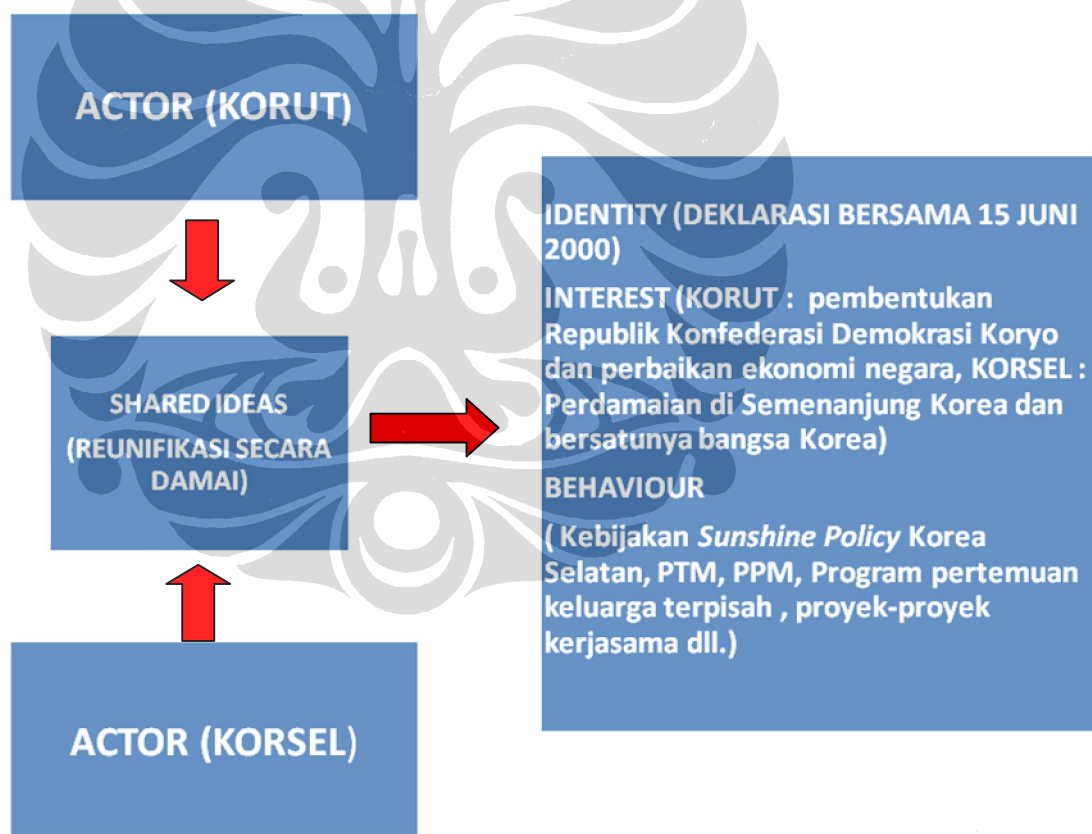 ACTOR (KORUT)
SHARED IDEAS
(REUNIFIKASI SECARA
DAMAI)
ACTOR (KORSEL)
IDENTITY (DEKLARASI BERSAMA 15 JUNI
2000)
INTEREST (KORUT : pembentukan
Republik Konfederasi Demokrasi Koryo
dan perbaikan ekonomi negara, KORSEL :
Perdamaian di Semenanjung Korea dan
bersatunya bangsa Korea)
BEHAVIOUR
( Kebijakan Sunshine Policy Korea
Selatan, PTM, PPM, Program pertemuan
keluarga terpisah , proyek-proyek
kerjasama dll.)